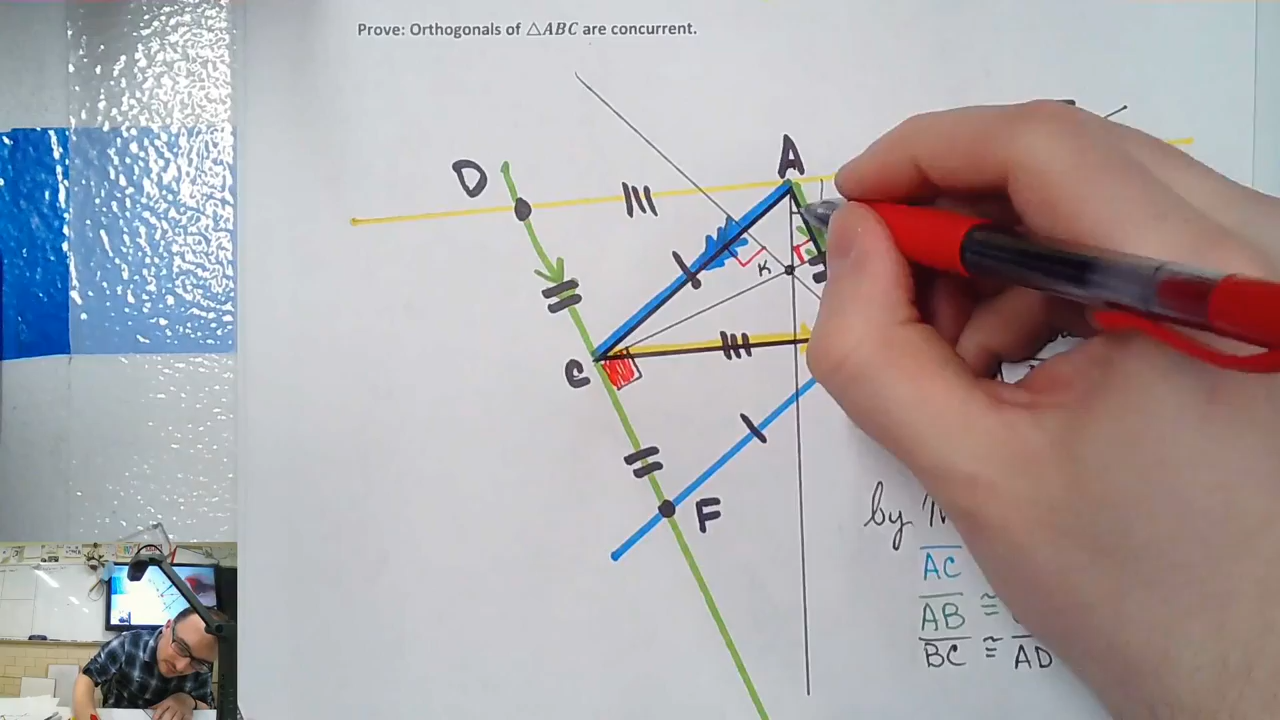 Prove: Orthogonals of △ABC are concurrent.
A
D
K
C
F
by
AC
AB ≅
BC ≅ AD